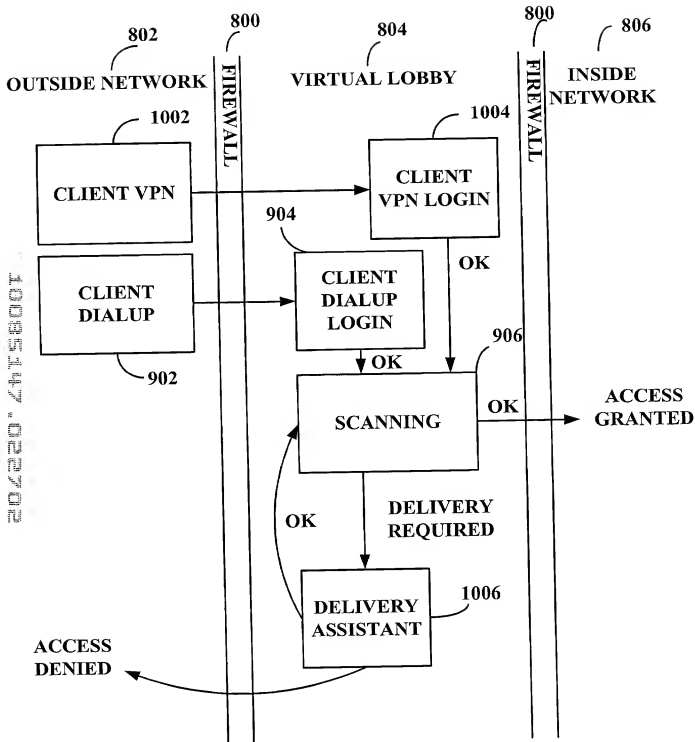 802
800
804
800
806
OUTSIDE NETWORK
FIREWALL
VIRTUAL LOBBY
FIREWALL
INSIDE
NETWORK
1002
1004
CLIENT VPN
CLIENT
VPN LOGIN
904
OK
CLIENT
DIALUP
CLIENT
DIALUP
LOGIN
902
OK
906
SCANNING
OK
ACCESS
GRANTED
OK
DELIVERY
REQUIRED
DELIVERY
ASSISTANT
1006
ACCESS
DENIED
10085147.022702